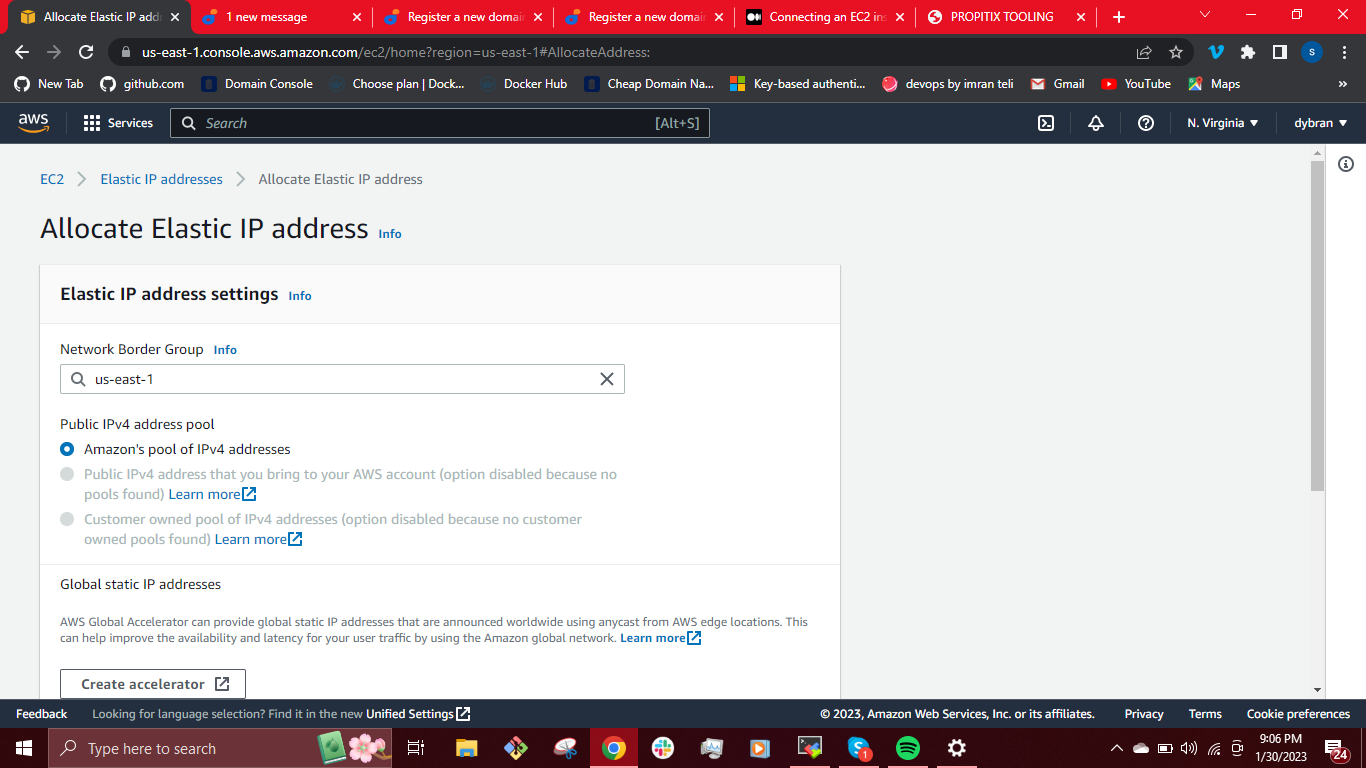 Allocate Elastic IP add
1 new message
Register a new domain
Register a new domain
Connecting an EC2 ins
PROPITIX TOOLING
us-east-1.console.aws.amazon.com/ec2/home?region=us-east-1#AllocateAddress:
S
New Tab
github.com
Domain Console
Choose plan | Dock...
Docker Hub
Cheap Domain Na...
Key-based authenti...
devops by imran teli
Gmail
YouTube
Maps
»
aws
Services
Search
[Alt+S]
N. Virginia
dybran
EC2
Elastic IP addresses
Allocate Elastic IP address
Allocate Elastic IP address Info
Elastic IP address settings Info
Network Border Group Info
us-east-1
Public IPv4 address pool
Amazon's pool of IPv4 addresses
Public IPv4 address that you bring to your AWS account (option disabled because no
pools found) Learn more
Customer owned pool of IPv4 addresses (option disabled because no customer
owned pools found) Learn more
Global static IP addresses
AWS Global Accelerator can provide global static IP addresses that are announced worldwide using anycast from AWS edge locations. This
can help improve the availability and latency for your user traffic by using the Amazon global network. Learn more
Create accelerator
Feedback
Looking for language selection? Find it in the new Unified Settings
© 2023, Amazon Web Services, Inc. or its affiliates.
Privacy
Terms
Cookie preferences
Type here to search
1
9:06 PM
1/30/2023
24